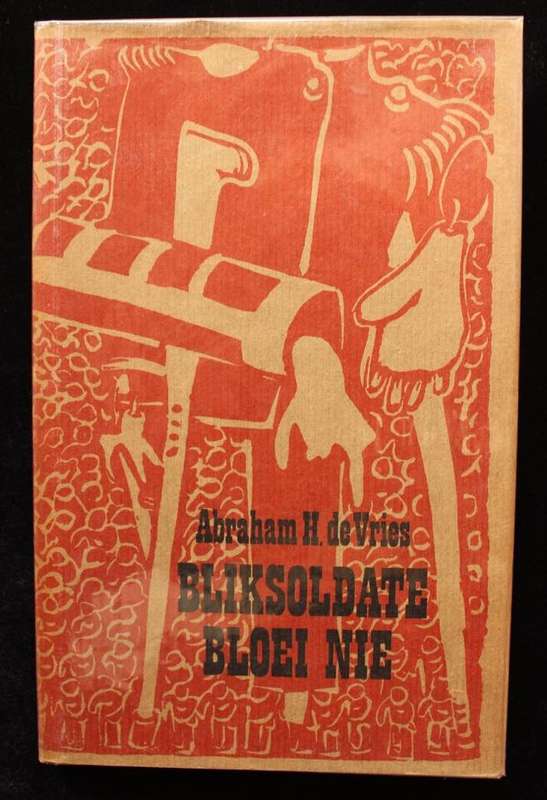 Abraham H. de Vries
BLIKSOLDATE
BLOEI NIE